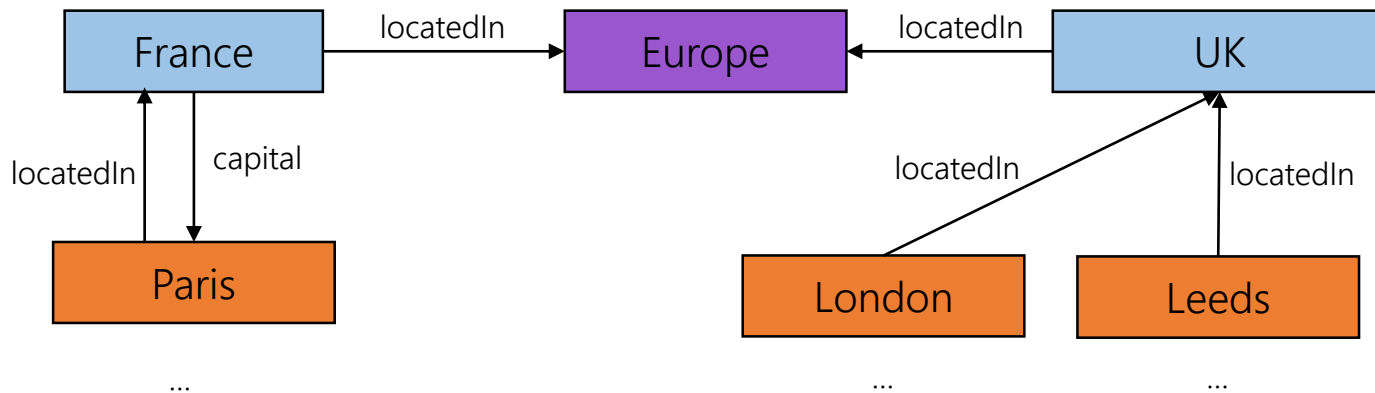 France
locatedIn
Europe
locatedIn
UK
locatedIn
capital
locatedIn
locatedIn
Paris
London
Leeds
...
...
...